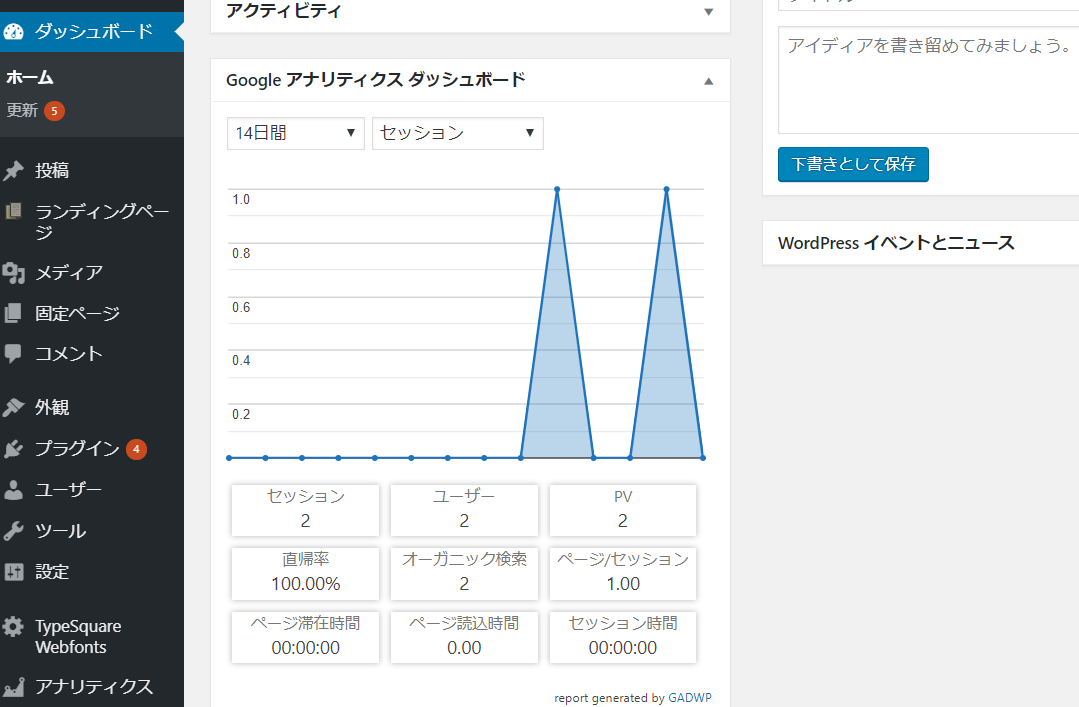 ダッシュボード
ホーム
更新 5
投稿
ランディングペー
ジ
メディア
固定ページ
コメント
外観
プラグイン 4
ユーザー
ツール
設定
TypeSquare
Webfonts
アナリティクス
アクティビティ
Google アナリティクス ダッシュボード
14日間 セッション
1.0
0.8
0.6
0.4
0.2
セッション ユーザー PV
2 2 2
直帰率 オーガニック検索 ページ/セッション
100.00% 2 1.00
ページ滞在時間 ページ読込時間 セッション時間
00:00:00 0.00 00:00:00
report generated by GADWP
アイディアを書き留めてみましょう。
下書きとして保存
WordPress イベントとニュース